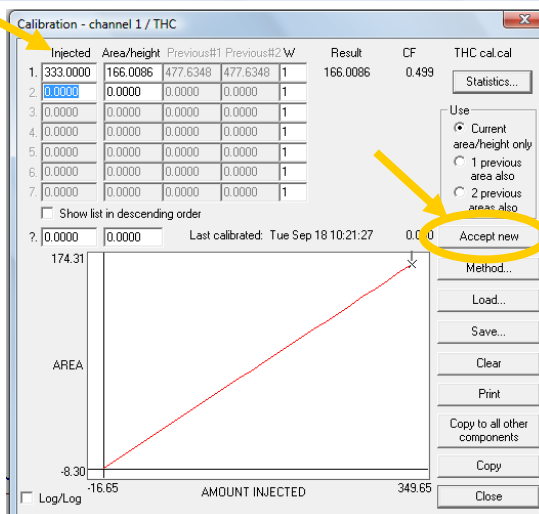 Calibration - channel 1 / THC
Injected Area/height Previous#1 Previous#2 W Result CF THC cal.cal
1. 333.0000 166.0086 477.6348 477.6348 1 166.0086 0.499
Statistics...
2. 0.0000 0.0000 0.0000 0.0000 1
3. 0.0000 0.0000 0.0000 0.0000 1
4. 0.0000 0.0000 0.0000 0.0000 1
5. 0.0000 0.0000 0.0000 0.0000 1
6. 0.0000 0.0000 0.0000 0.0000 1
7. 0.0000 0.0000 0.0000 0.0000 1
Use
Current
area/height only
1 previous
area also
2 previous
areas also
Show list in descending order
?. 0.0000 0.0000 Last calibrated: Tue Sep 18 10:21:27
Accept new
Method...
Load...
Save...
Clear
Print
Copy to all other
components
Copy
Close
174.31
AREA
-8.30
-16.65 AMOUNT INJECTED 349.65
Log/Log